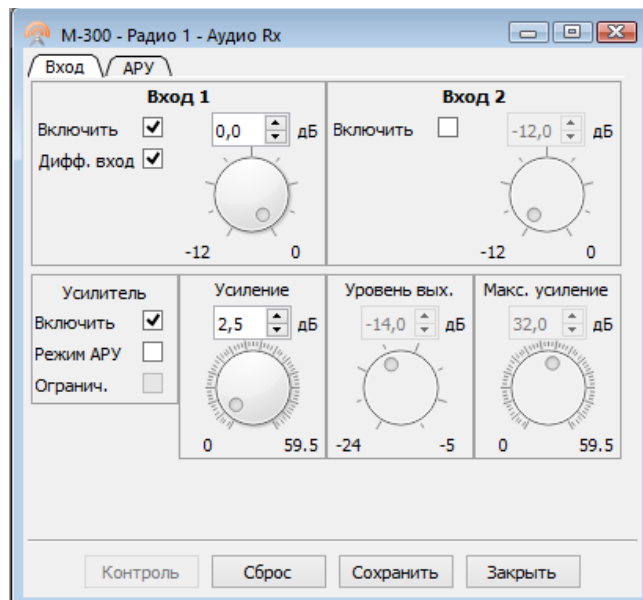 М-300 - Радио 1 - Аудио Rx
Вход АРУ
Вход 1
Включить 0,0 дБ
Дифф. вход
-12 0
Вход 2
Включить -12,0 дБ
-12 0
Усилитель
Включить
Режим АРУ
Огранич.
Усиление
2,5 дБ
0 59.5
Уровень вых.
-14,0 дБ
-24 -5
Макс. усиление
32,0 дБ
0 59.5
Контроль Сброс Сохранить Закрыть